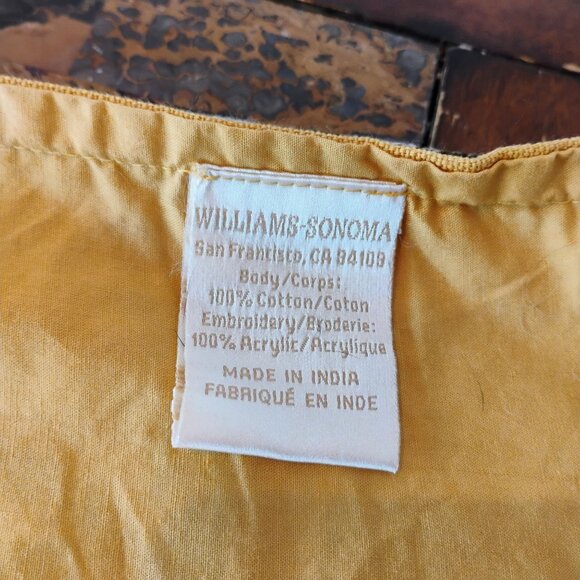 WILLIAMS-SONOMA
San Francisco, CA 94109
Body/Corps:
100% Cotton/Coton
Embroidery/Broderie:
100% Acrylic/Acrylique
MADE IN INDIA
FABRIQUÉ EN INDE